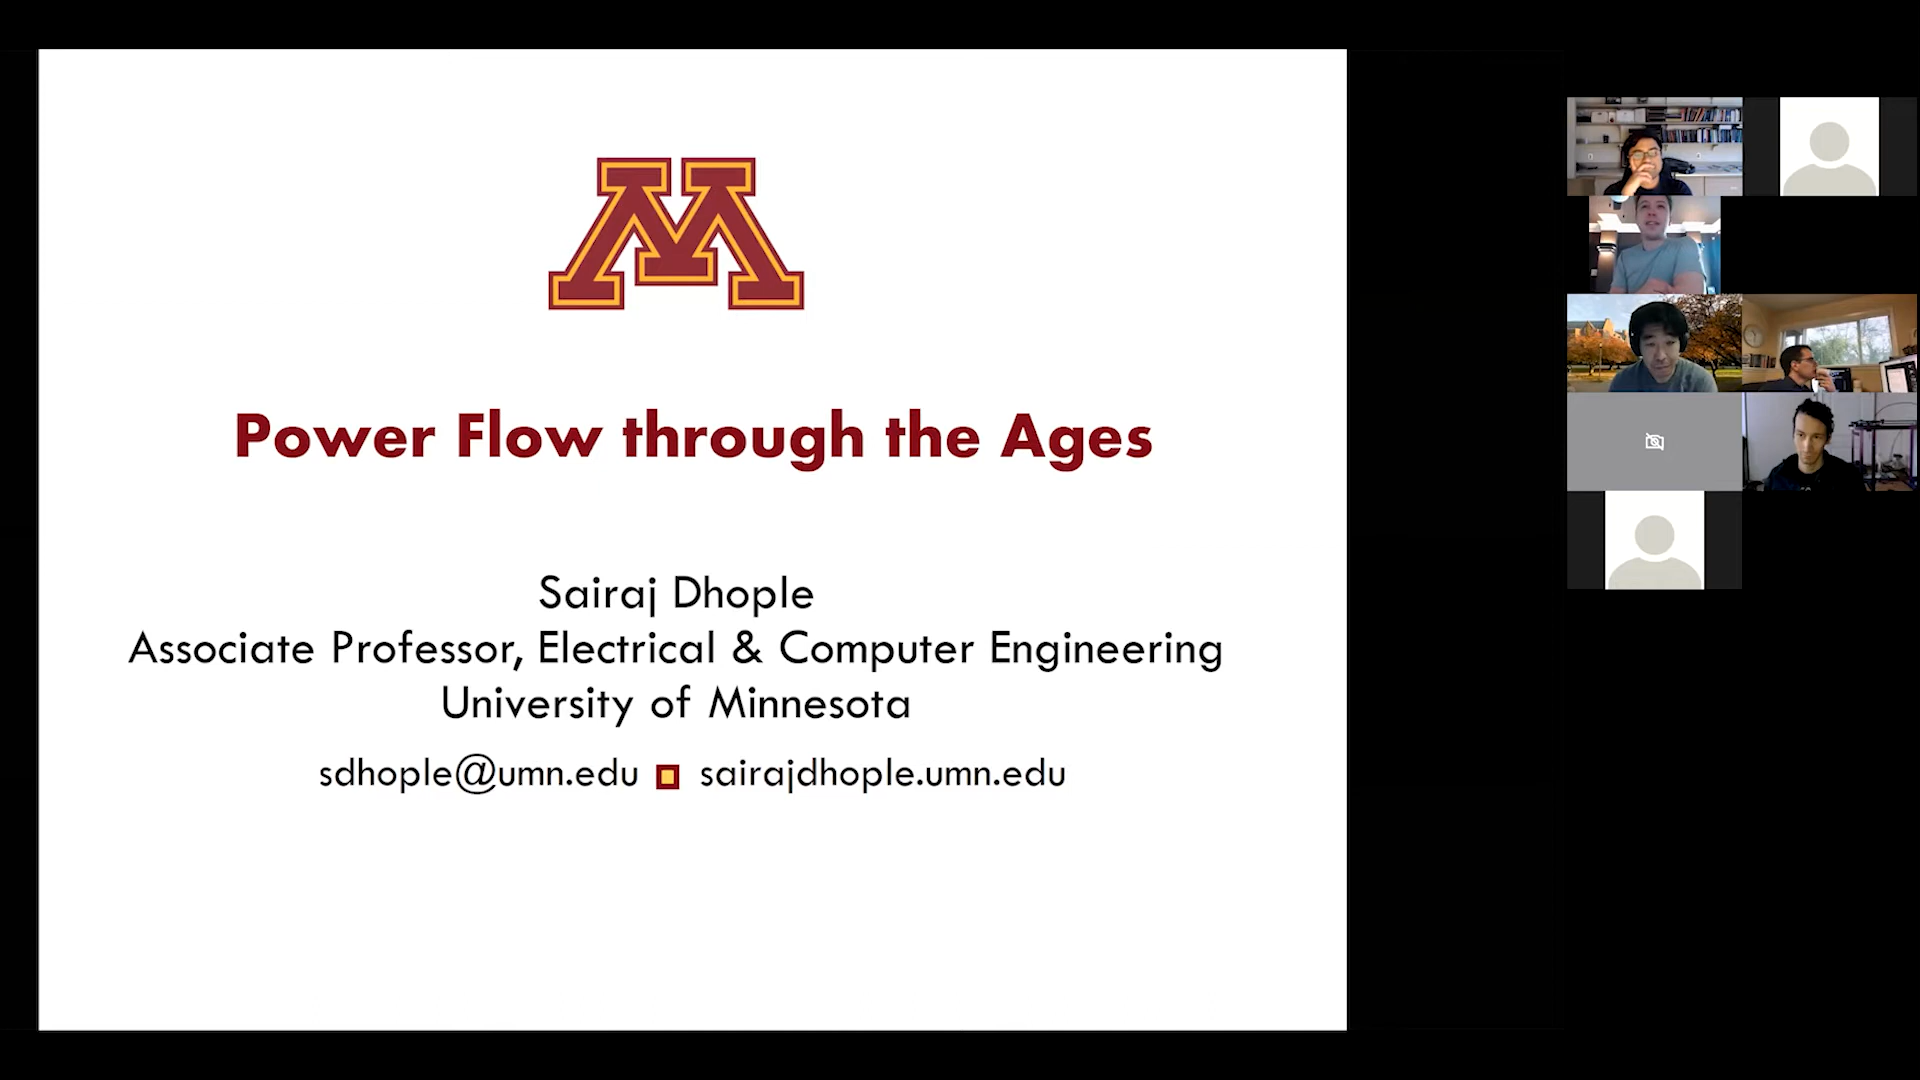 M
Power Flow through the Ages
Sairaj Dhople
Associate Professor, Electrical & Computer Engineering
University of Minnesota
sdhople@umn.edu sairajdhople.umn.edu